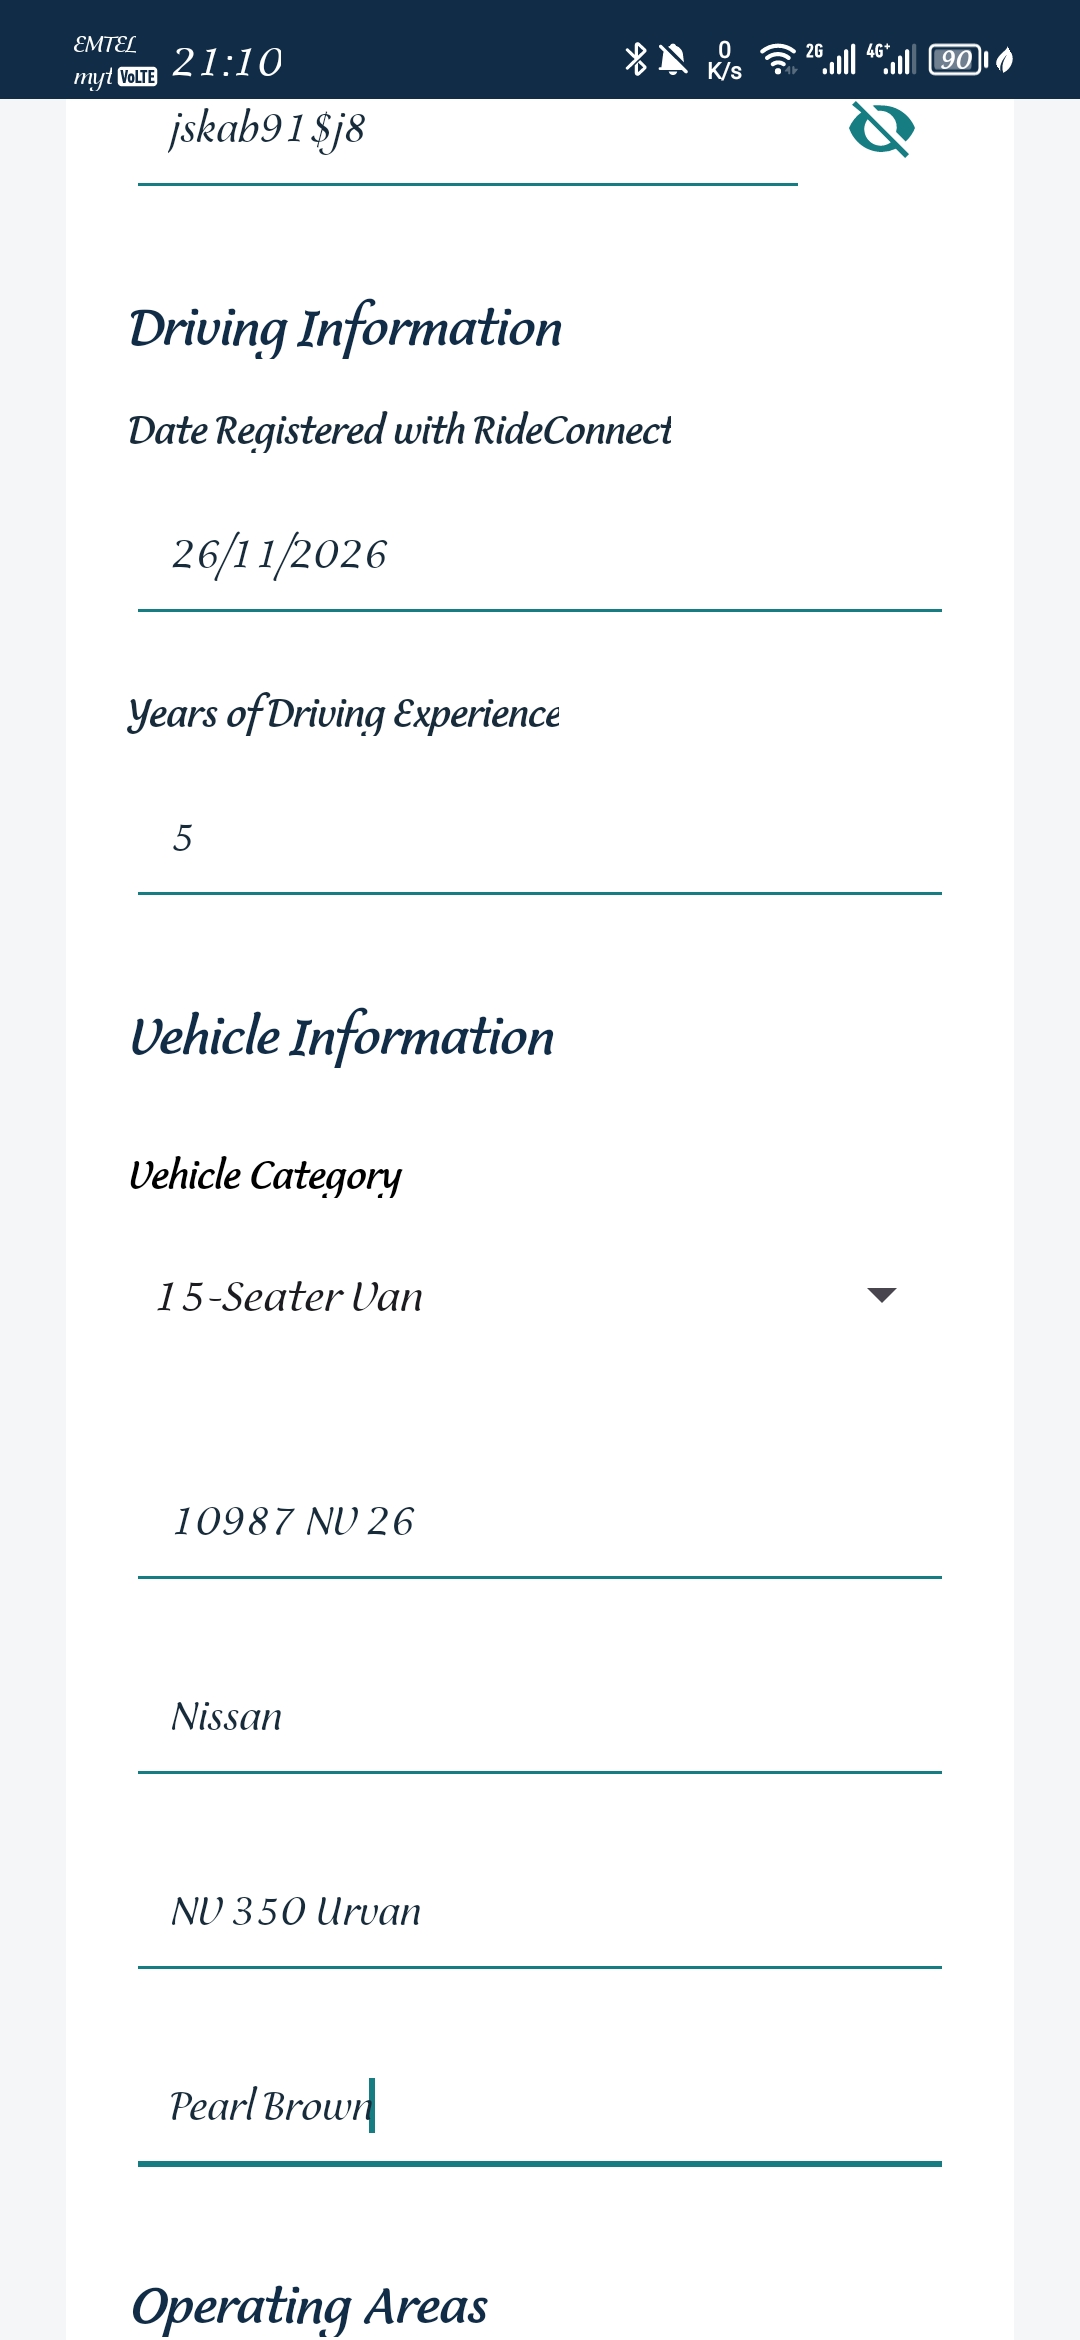 EMTEL
myt VoLTE 21:10 0 K/s 2G 4G+ 90
jskab91$j8
Driving Information
Date Registered with RideConnect
26/11/2026
Years of Driving Experience
5
Vehicle Information
Vehicle Category
15-Seater Van
10987 NV 26
Nissan
NV 350 Urvan
Pearl Brown
Operating Areas